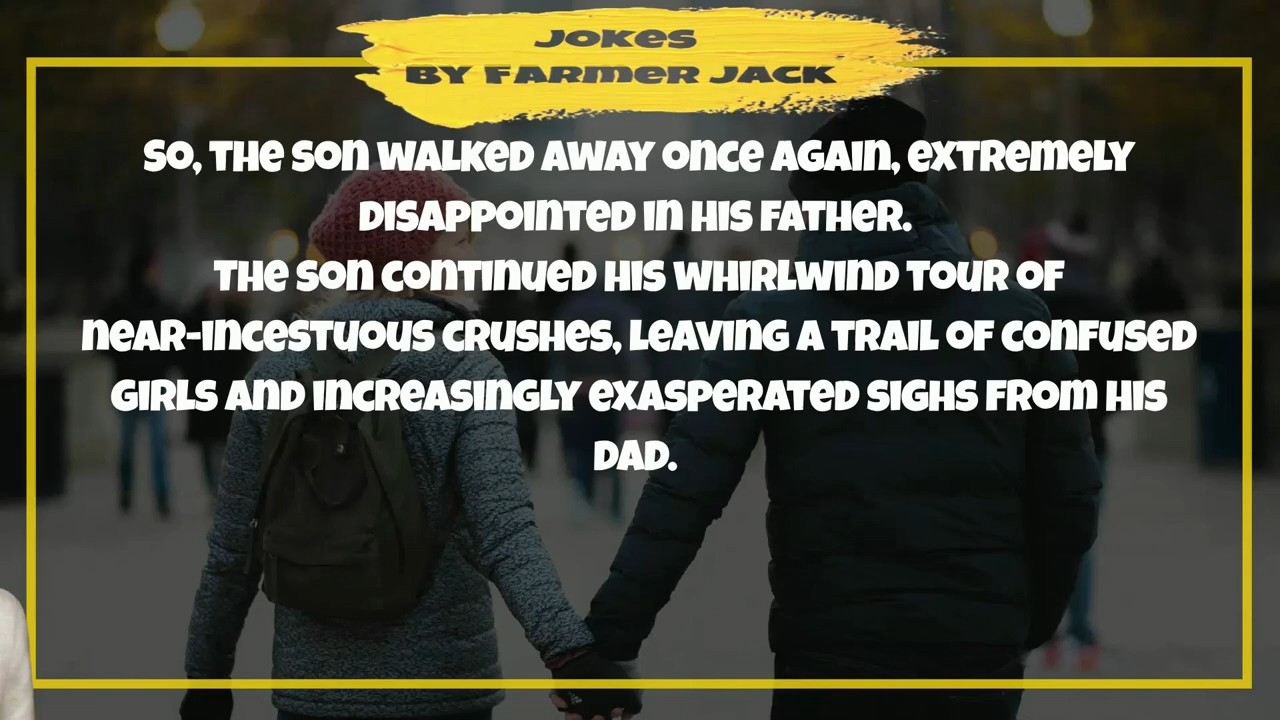 Jokes
By Farmer Jack
So, the son walked away once again, extremely
disappointed in his father.
The son continued his whirlwind tour of
near-incestuous crushes, leaving a trail of confused
girls and increasingly exasperated sighs from his
dad.